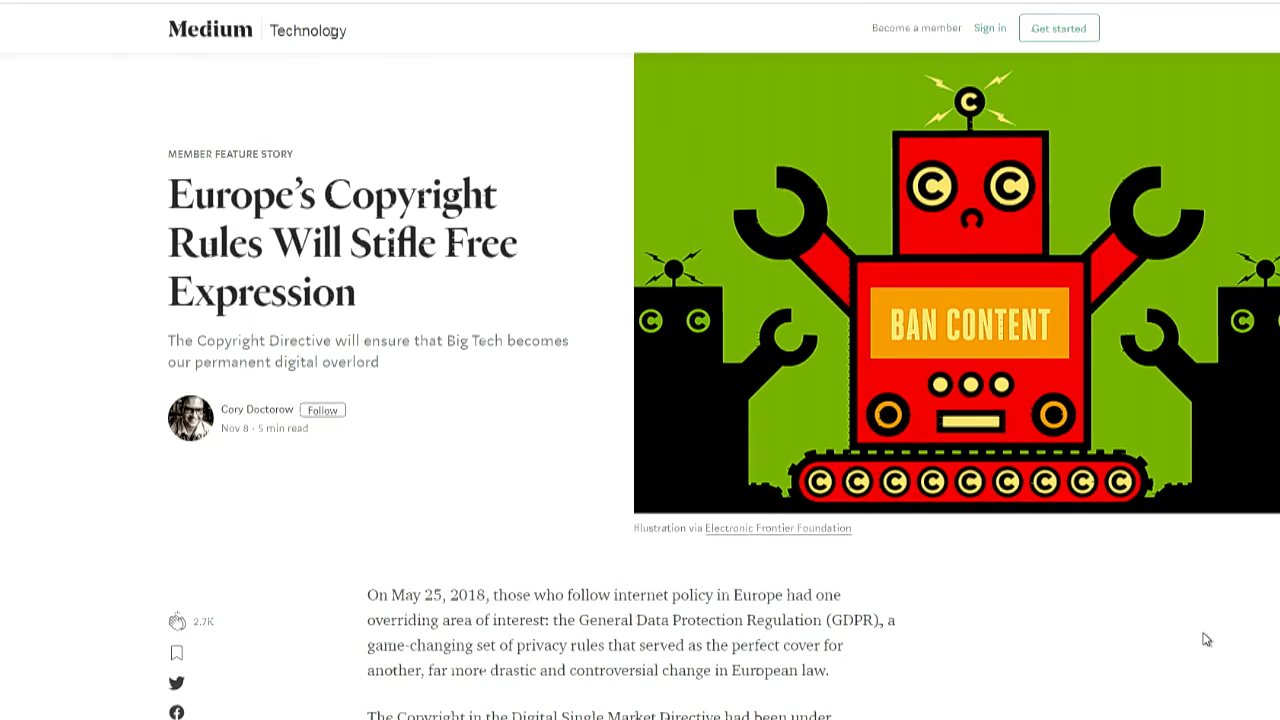 Medium Technology
Become a member Sign in Get started
MEMBER FEATURE STORY
Europe's Copyright
Rules Will Stifle Free
Expression
The Copyright Directive will ensure that Big Tech becomes
our permanent digital overlord
Cory Doctorow Follow
Nov 8 · 5 min read
C
C C
C C
C
BAN CONTENT
C C C C C C C C C
Illustration via Electronic Frontier Foundation
2.7K
On May 25, 2018, those who follow internet policy in Europe had one
overriding area of interest: the General Data Protection Regulation (GDPR), a
game-changing set of privacy rules that served as the perfect cover for
another, far more drastic and controversial change in European law.
The Copyright in the Digital Single Market Directive had been under